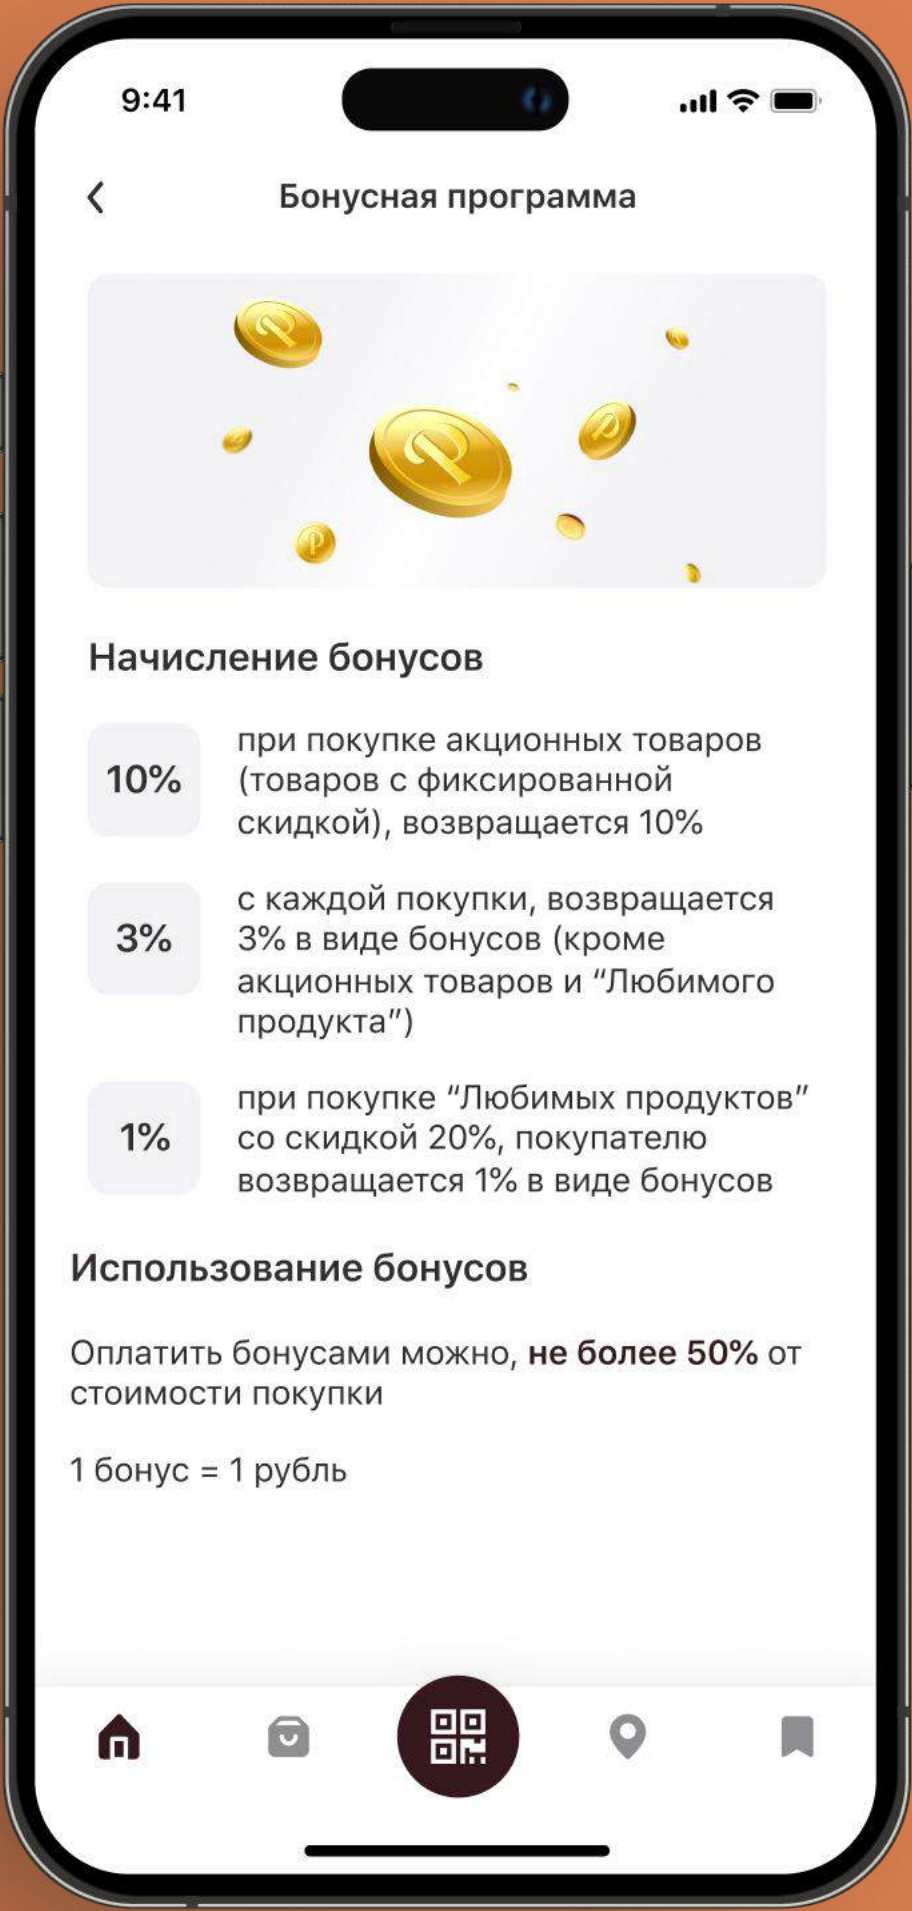 9:41
Бонусная программа
Начисление бонусов
10%
при покупке акционных товаров
(товаров с фиксированной
скидкой), возвращается 10%
3%
с каждой покупки, возвращается
3% в виде бонусов (кроме
акционных товаров и “Любимого
продукта”)
1%
при покупке “Любимых продуктов”
со скидкой 20%, покупателю
возвращается 1% в виде бонусов
Использование бонусов
Оплатить бонусами можно, не более 50% от
стоимости покупки
1 бонус = 1 рубль